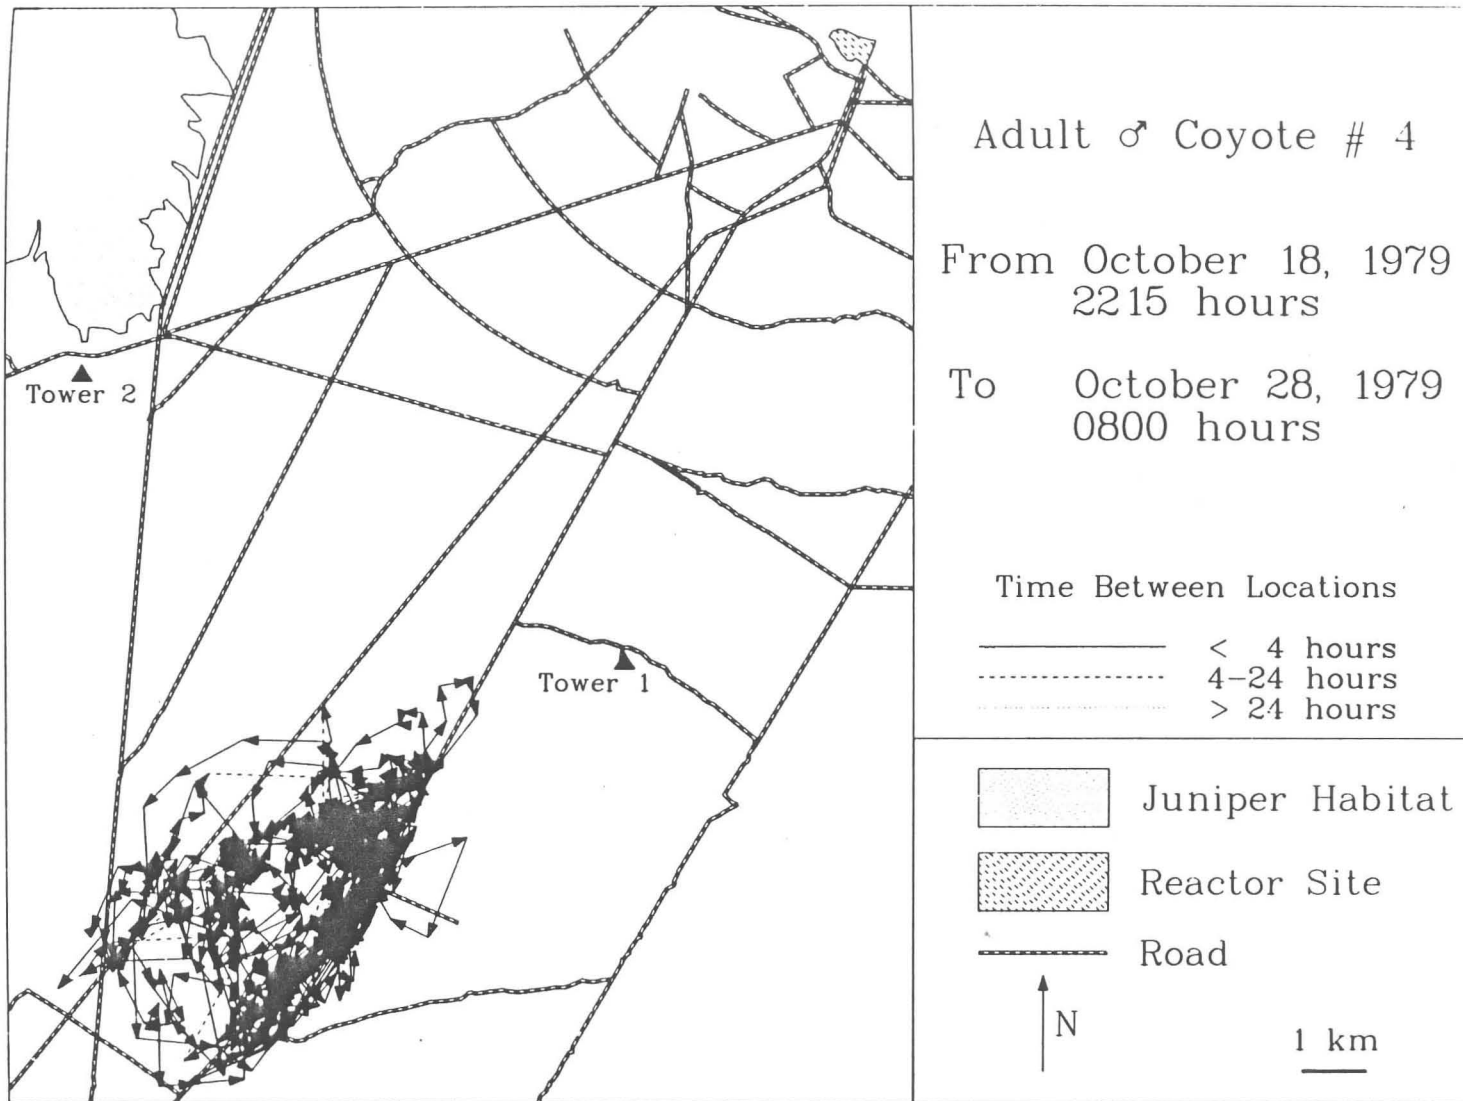 Adult ♂ Coyote # 4
From October 18, 1979
2215 hours
To October 28, 1979
0800 hours
Time Between Locations
< 4 hours
4-24 hours
> 24 hours
Juniper Habitat
Reactor Site
Road
N
1 km
Tower 2
Tower 1